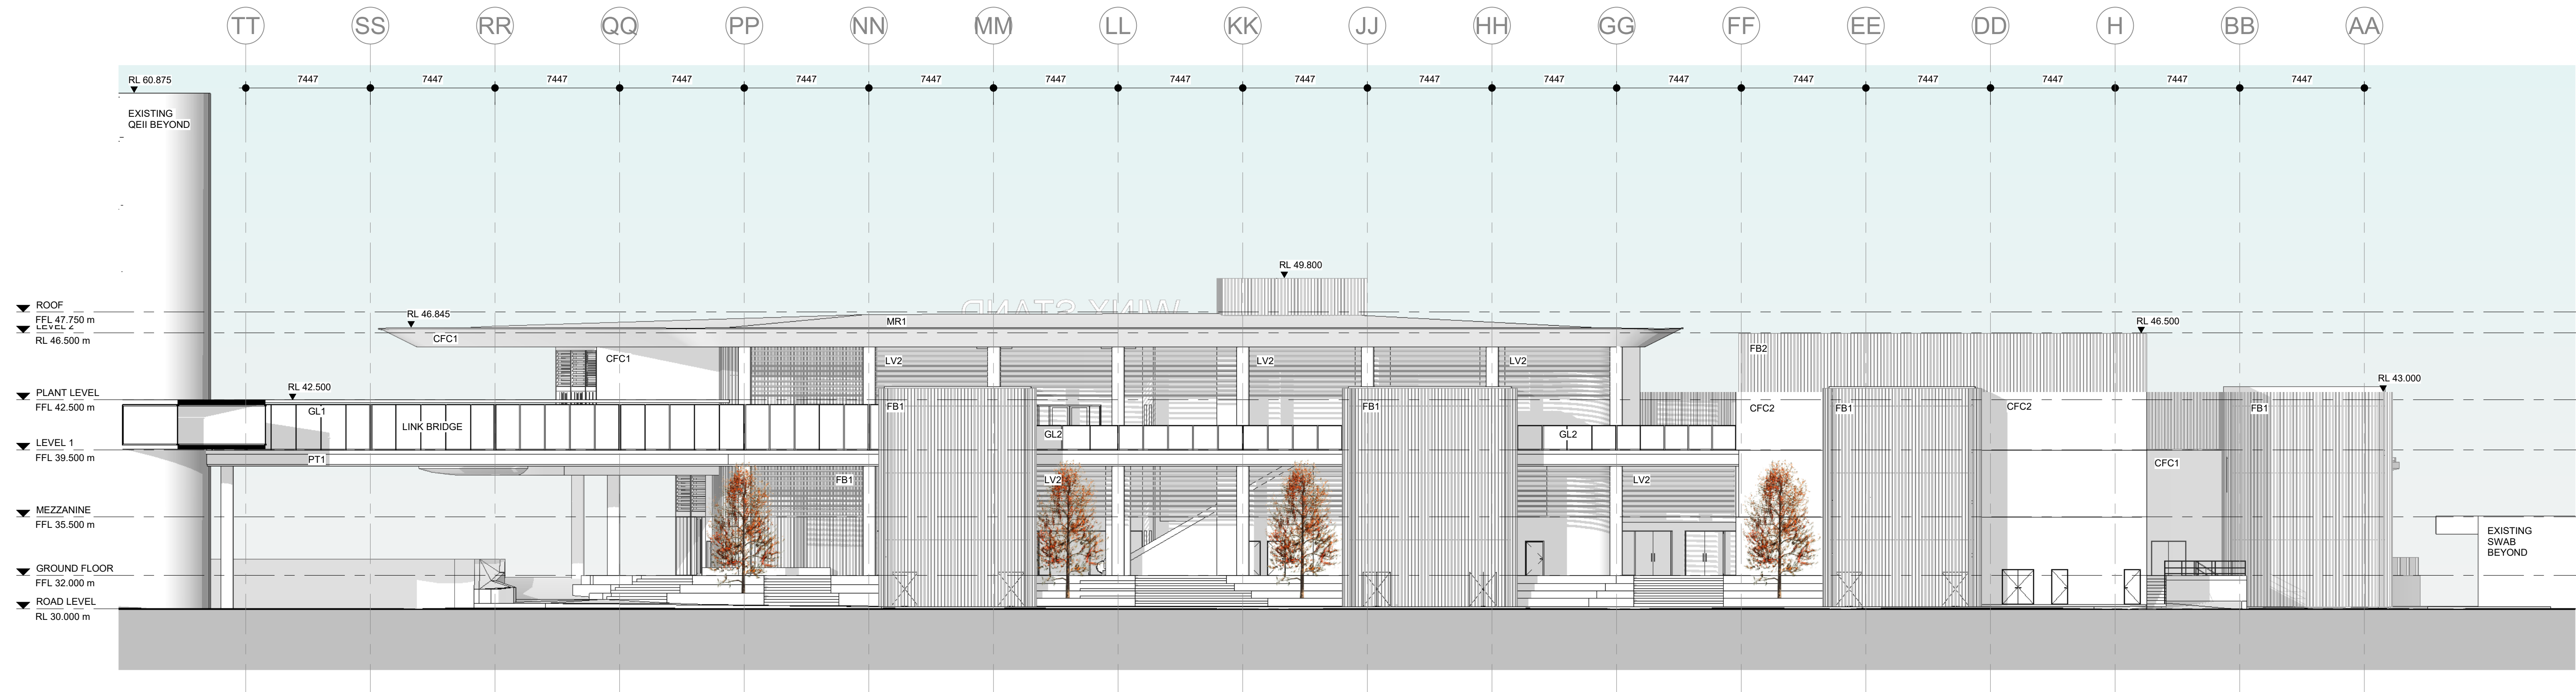 TT SS RR QQ PP NN MM LL KK JJ HH GG FF EE DD H BB AA
7447 7447 7447 7447 7447 7447 7447 7447 7447 7447 7447 7447 7447 7447 7447 7447 7447
RL 60.875
EXISTING
QEII BEYOND
RL 49.800
WINX STAND
ROOF
FFL 47.750 m
LEVEL 2
RL 46.500 m
RL 46.845
MR1
RL 46.500
CFC1
CFC1
LV2
LV2
LV2
FB2
PLANT LEVEL
FFL 42.500 m
RL 42.500
RL 43.000
GL1
LINK BRIDGE
FB1
FB1
CFC2
FB1
CFC2
FB1
GL2
GL2
LEVEL 1
FFL 39.500 m
PT1
CFC1
FB1
LV2
LV2
MEZZANINE
FFL 35.500 m
EXISTING
SWAB
BEYOND
GROUND FLOOR
FFL 32.000 m
ROAD LEVEL
RL 30.000 m